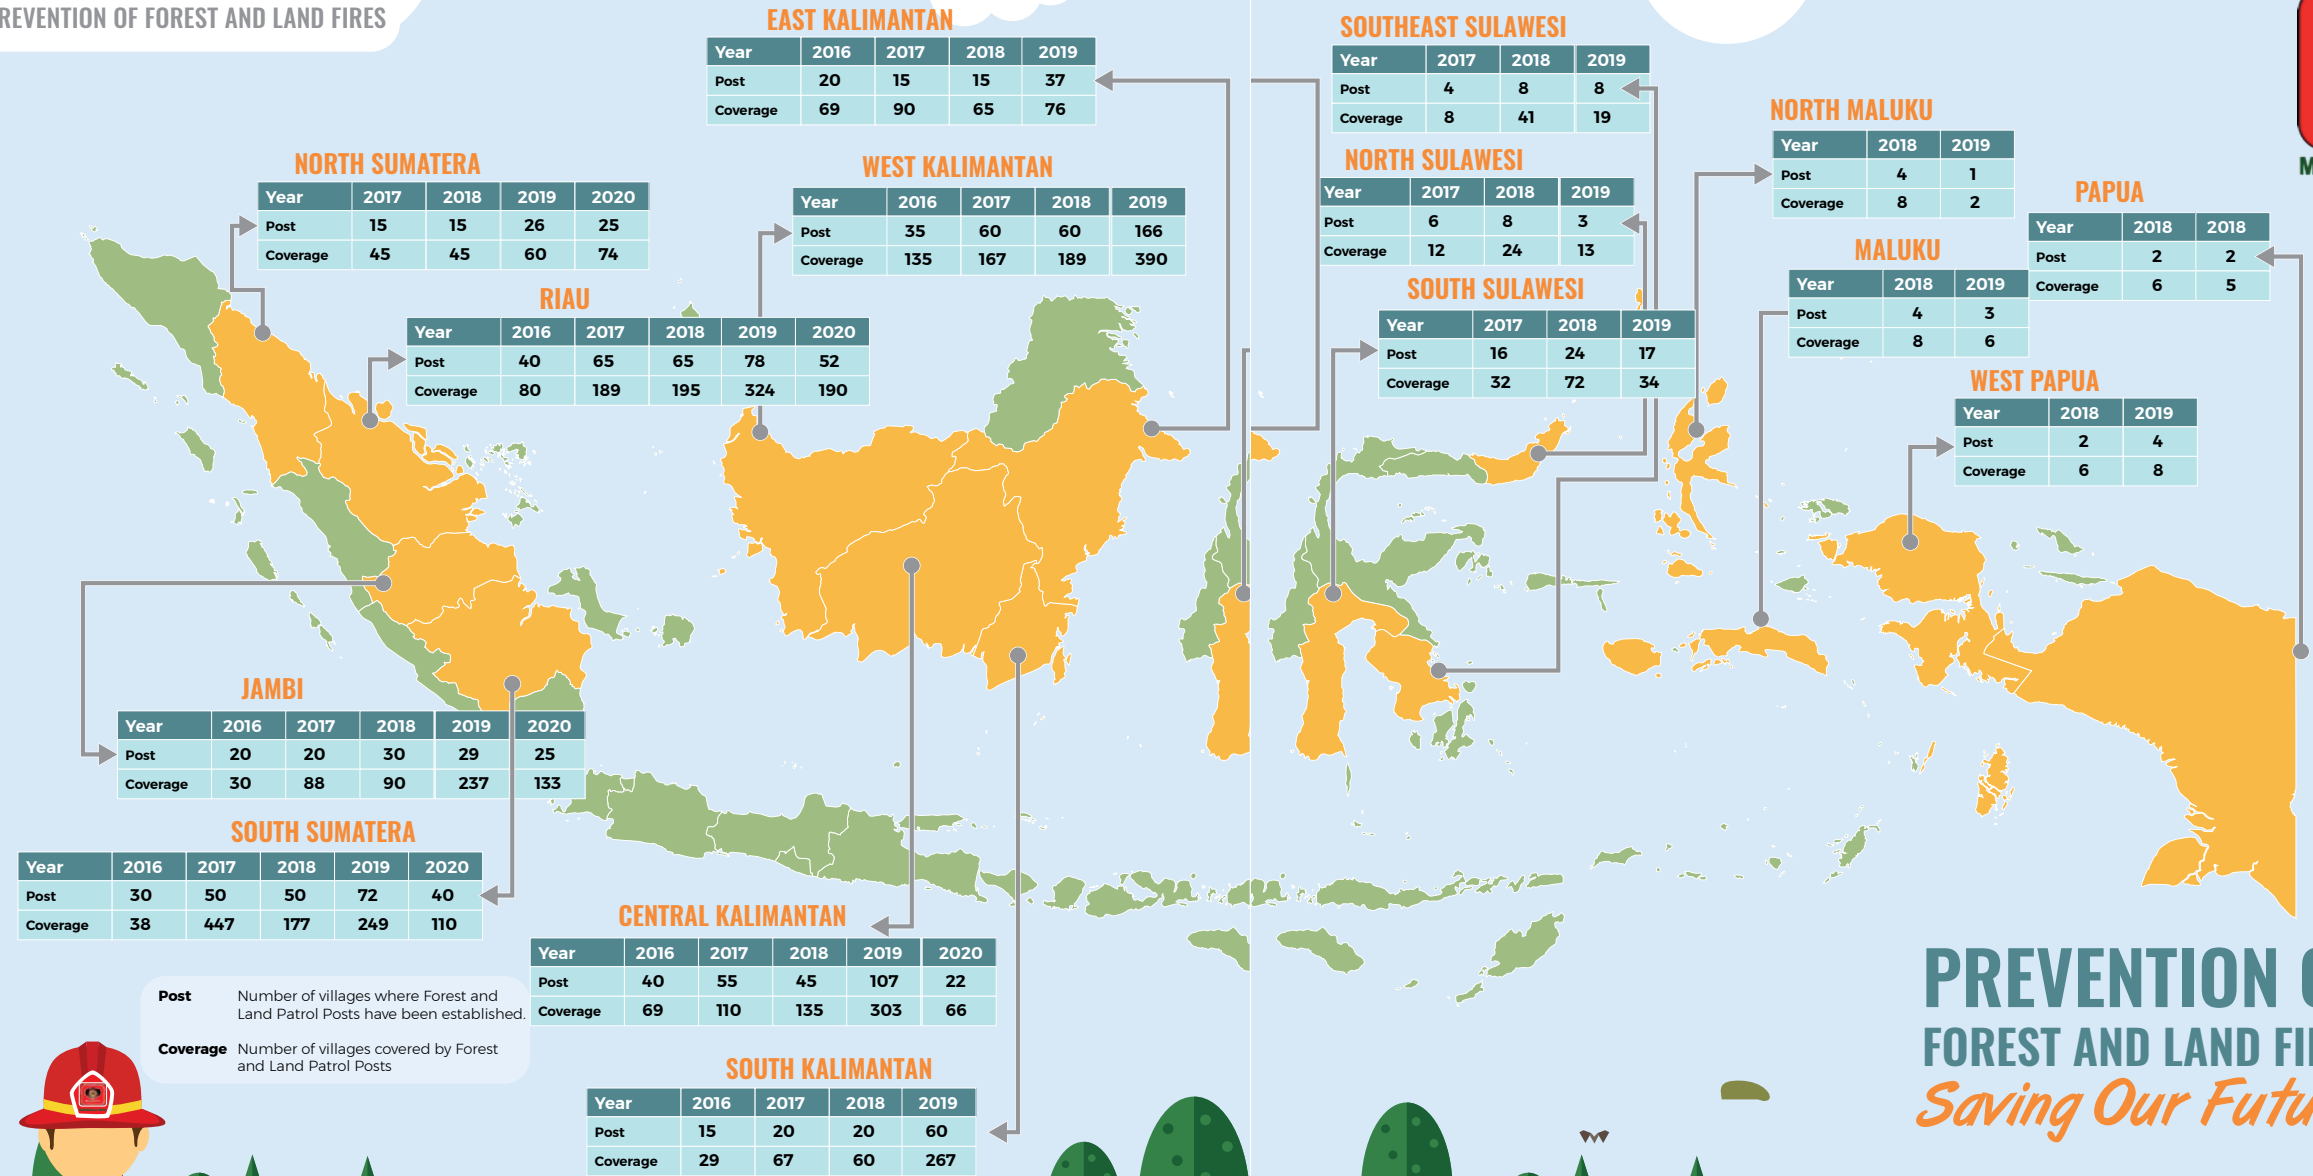 REVENTION OF FOREST AND LAND FIRES
EAST KALIMANTAN
Year 2016 2017 2018 2019
Post 20 15 15 37
Coverage 69 90 65 76
SOUTHEAST SULAWESI
Year 2017 2018 2019
Post 4 8 8
Coverage 8 41 19
NORTH MALUKU
Year 2018 2019
Post 4 1
Coverage 8 2
NORTH SUMATERA
Year 2017 2018 2019 2020
Post 15 15 26 25
Coverage 45 45 60 74
WEST KALIMANTAN
Year 2016 2017 2018 2019
Post 35 60 60 166
Coverage 135 167 189 390
NORTH SULAWESI
Year 2017 2018 2019
Post 6 8 3
Coverage 12 24 13
PAPUA
Year 2018 2018
Post 2 2
Coverage 6 5
MALUKU
Year 2018 2019
Post 4 3
Coverage 8 6
RIAU
Year 2016 2017 2018 2019 2020
Post 40 65 65 78 52
Coverage 80 189 195 324 190
SOUTH SULAWESI
Year 2017 2018 2019
Post 16 24 17
Coverage 32 72 34
WEST PAPUA
Year 2018 2019
Post 2 4
Coverage 6 8
JAMBI
Year 2016 2017 2018 2019 2020
Post 20 20 30 29 25
Coverage 30 88 90 237 133
SOUTH SUMATERA
Year 2016 2017 2018 2019 2020
Post 30 50 50 72 40
Coverage 38 447 177 249 110
CENTRAL KALIMANTAN
Year 2016 2017 2018 2019 2020
Post 40 55 45 107 22
Coverage 69 110 135 303 66
Post Number of villages where Forest and
Land Patrol Posts have been established.
Coverage Number of villages covered by Forest
and Land Patrol Posts
SOUTH KALIMANTAN
Year 2016 2017 2018 2019
Post 15 20 20 60
Coverage 29 67 60 267
PREVENTION
FOREST AND LAND FI
Saving Our Futu
M